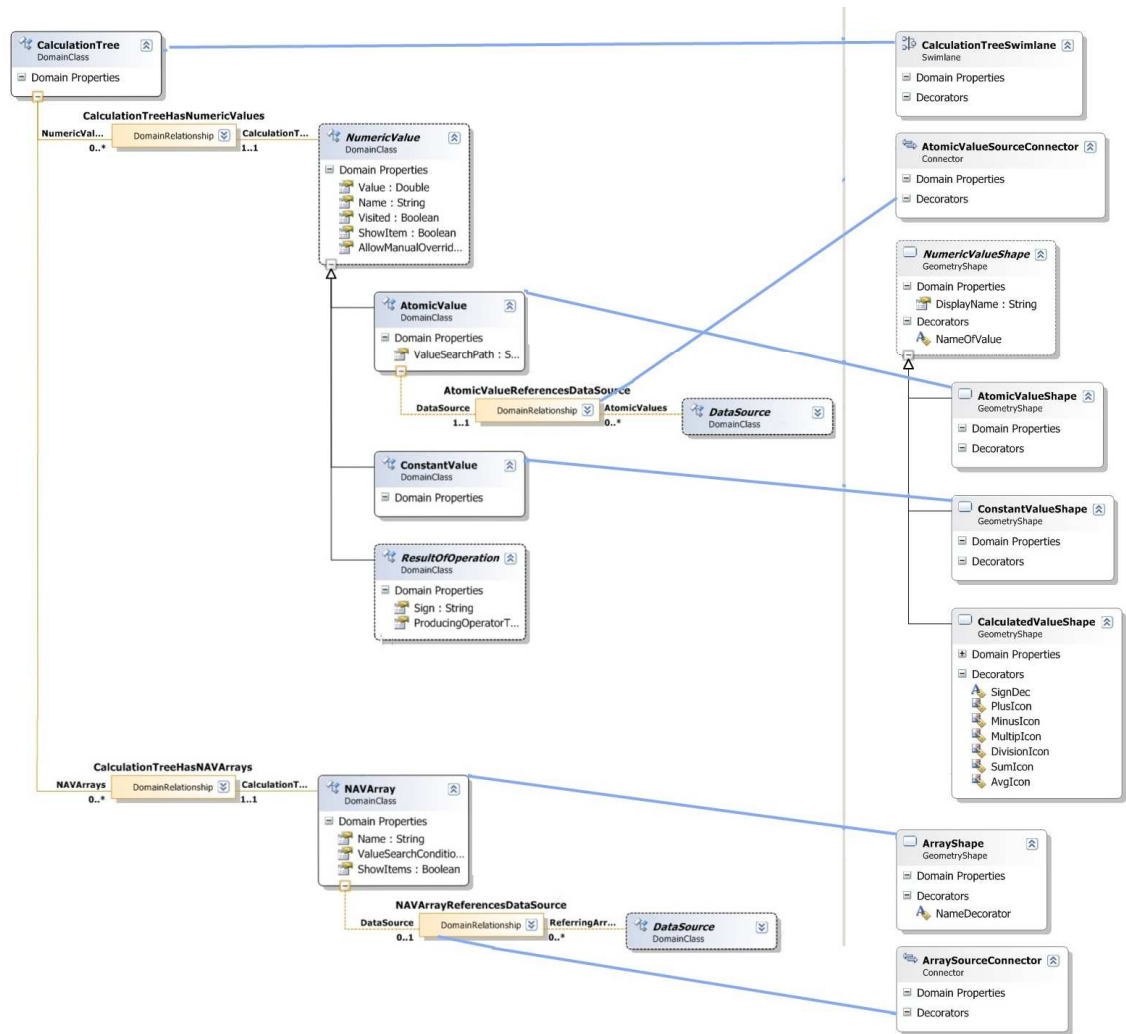 CalculationTree
DomainClass
Domain Properties
CalculationTreeHasNumericValues
NumericVal...
DomainRelationship
CalculationT...
0..*
1..1
NumericValue
DomainClass
Domain Properties
Value : Double
Name : String
Visited : Boolean
ShowItem : Boolean
AllowManualOverrid...
AtomicValue
DomainClass
Domain Properties
ValueSearchPath : S...
AtomicValueReferencesDataSource
DataSource
DomainRelationship
AtomicValues
1..1
0..*
DataSource
DomainClass
ConstantValue
DomainClass
Domain Properties
ResultOfOperation
DomainClass
Domain Properties
Sign : String
ProducingOperatorT...
CalculationTreeHasNAVArrays
NAVArrays
DomainRelationship
CalculationT...
0..*
1..1
NAVArray
DomainClass
Domain Properties
Name : String
ValueSearchConditio...
ShowItems : Boolean
NAVArrayReferencesDataSource
DataSource
DomainRelationship
ReferringArr...
0..1
0..*
DataSource
DomainClass
CalculationTreeSwimlane
Swimlane
Domain Properties
Decorators
AtomicValueSourceConnector
Connector
Domain Properties
Decorators
NumericValueShape
GeometryShape
Domain Properties
DisplayName : String
Decorators
NameOfValue
AtomicValueShape
GeometryShape
Domain Properties
Decorators
ConstantValueShape
GeometryShape
Domain Properties
Decorators
CalculatedValueShape
GeometryShape
Domain Properties
Decorators
SignDec
PlusIcon
MinusIcon
MultipIcon
DivisionIcon
SumIcon
AvgIcon
ArrayShape
GeometryShape
Domain Properties
Decorators
NameDecorator
ArraySourceConnector
Connector
Domain Properties
Decorators